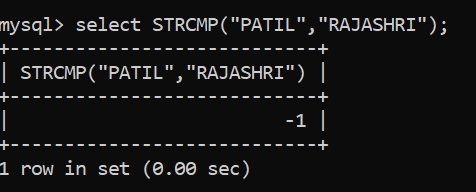 mysql> select STRCMP("PATIL","RAJASHRI");
+----------------------------+
| STRCMP("PATIL","RAJASHRI") |
+----------------------------+
|                         -1 |
+----------------------------+
1 row in set (0.00 sec)